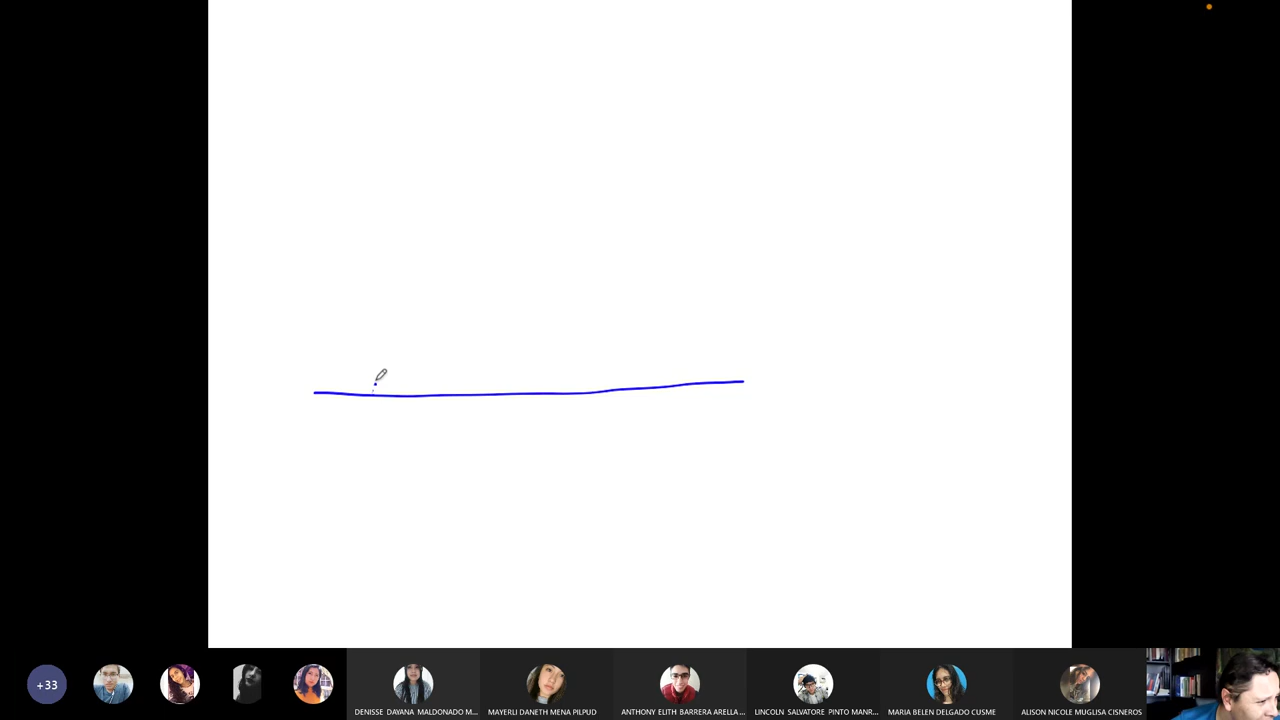 +33
DENISSE DAYANA MALDONADO M...
MAYERLI DANETH MENA PILPUD
ANTHONY ELITH BARRERA ARELLA ...
LINCOLN SALVATORE PINTO MANR...
MARIA BELEN DELGADO CUSME
ALISON NICOLE MUGLISA CISNEROS